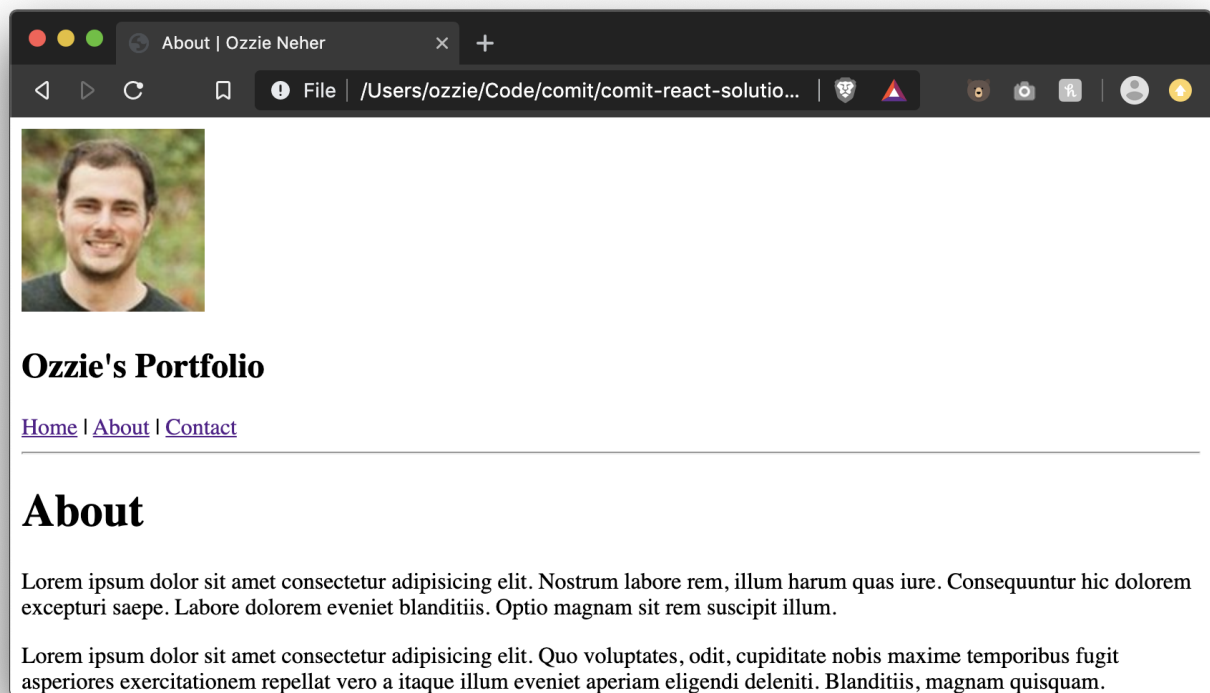 About | Ozzie Neher
File
/Users/ozzie/Code/comit/comit-react-solutio...
Ozzie's Portfolio
Home | About | Contact
About
Lorem ipsum dolor sit amet consectetur adipisicing elit. Nostrum labore rem, illum harum quas iure. Consequuntur hic dolorem
excepturi saepe. Labore dolorem eveniet blanditiis. Optio magnam sit rem suscipit illum.
Lorem ipsum dolor sit amet consectetur adipisicing elit. Quo voluptates, odit, cupiditate nobis maxime temporibus fugit
asperiores exercitationem repellat vero a itaque illum eveniet aperiam eligendi deleniti. Blanditiis, magnam quisquam.